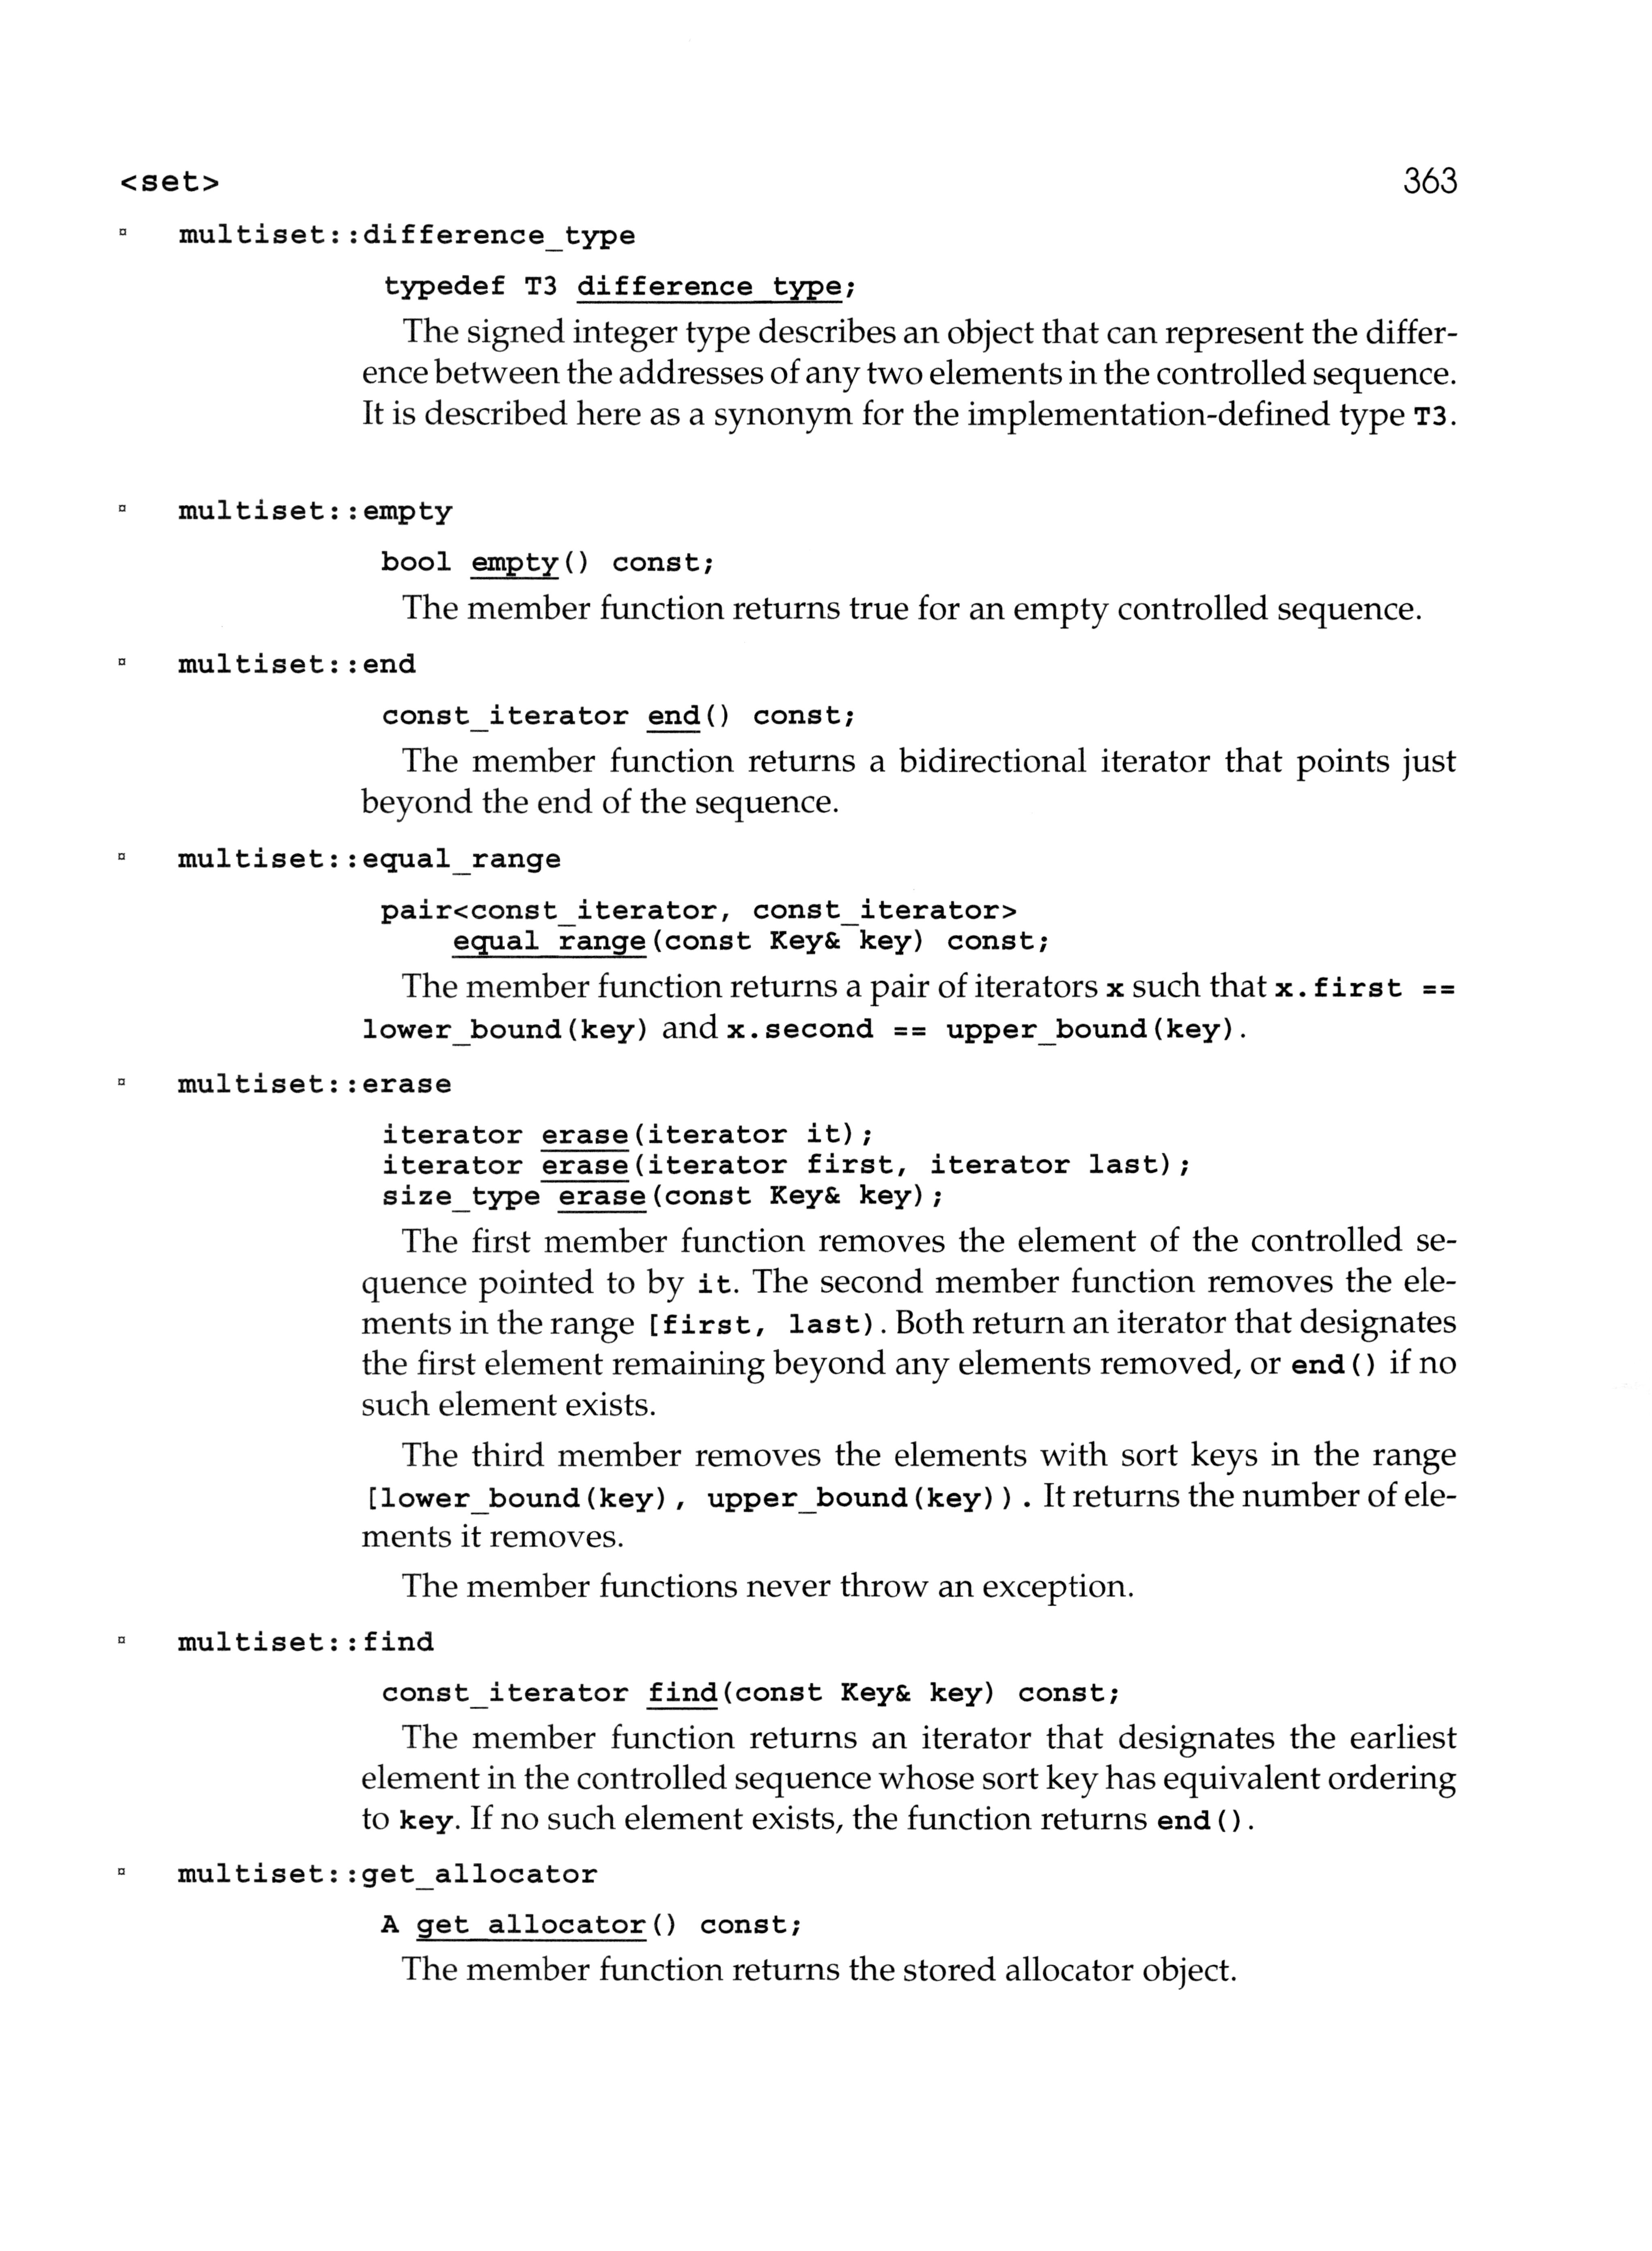 <set> 363
▫ multiset::difference_type
typedef T3 difference_type;
The signed integer type describes an object that can represent the differ-
ence between the addresses of any two elements in the controlled sequence.
It is described here as a synonym for the implementation-defined type T3.
▫ multiset::empty
bool empty() const;
The member function returns true for an empty controlled sequence.
▫ multiset::end
const_iterator end() const;
The member function returns a bidirectional iterator that points just
beyond the end of the sequence.
▫ multiset::equal_range
pair<const_iterator, const_iterator>
equal_range(const Key& key) const;
The member function returns a pair of iterators x such that x.first ==
lower_bound(key) and x.second == upper_bound(key).
▫ multiset::erase
iterator erase(iterator it);
iterator erase(iterator first, iterator last);
size_type erase(const Key& key);
The first member function removes the element of the controlled se-
quence pointed to by it. The second member function removes the ele-
ments in the range [first, last). Both return an iterator that designates
the first element remaining beyond any elements removed, or end() if no
such element exists.
The third member removes the elements with sort keys in the range
[lower_bound(key), upper_bound(key)). It returns the number of ele-
ments it removes.
The member functions never throw an exception.
▫ multiset::find
const_iterator find(const Key& key) const;
The member function returns an iterator that designates the earliest
element in the controlled sequence whose sort key has equivalent ordering
to key. If no such element exists, the function returns end().
▫ multiset::get_allocator
A get_allocator() const;
The member function returns the stored allocator object.